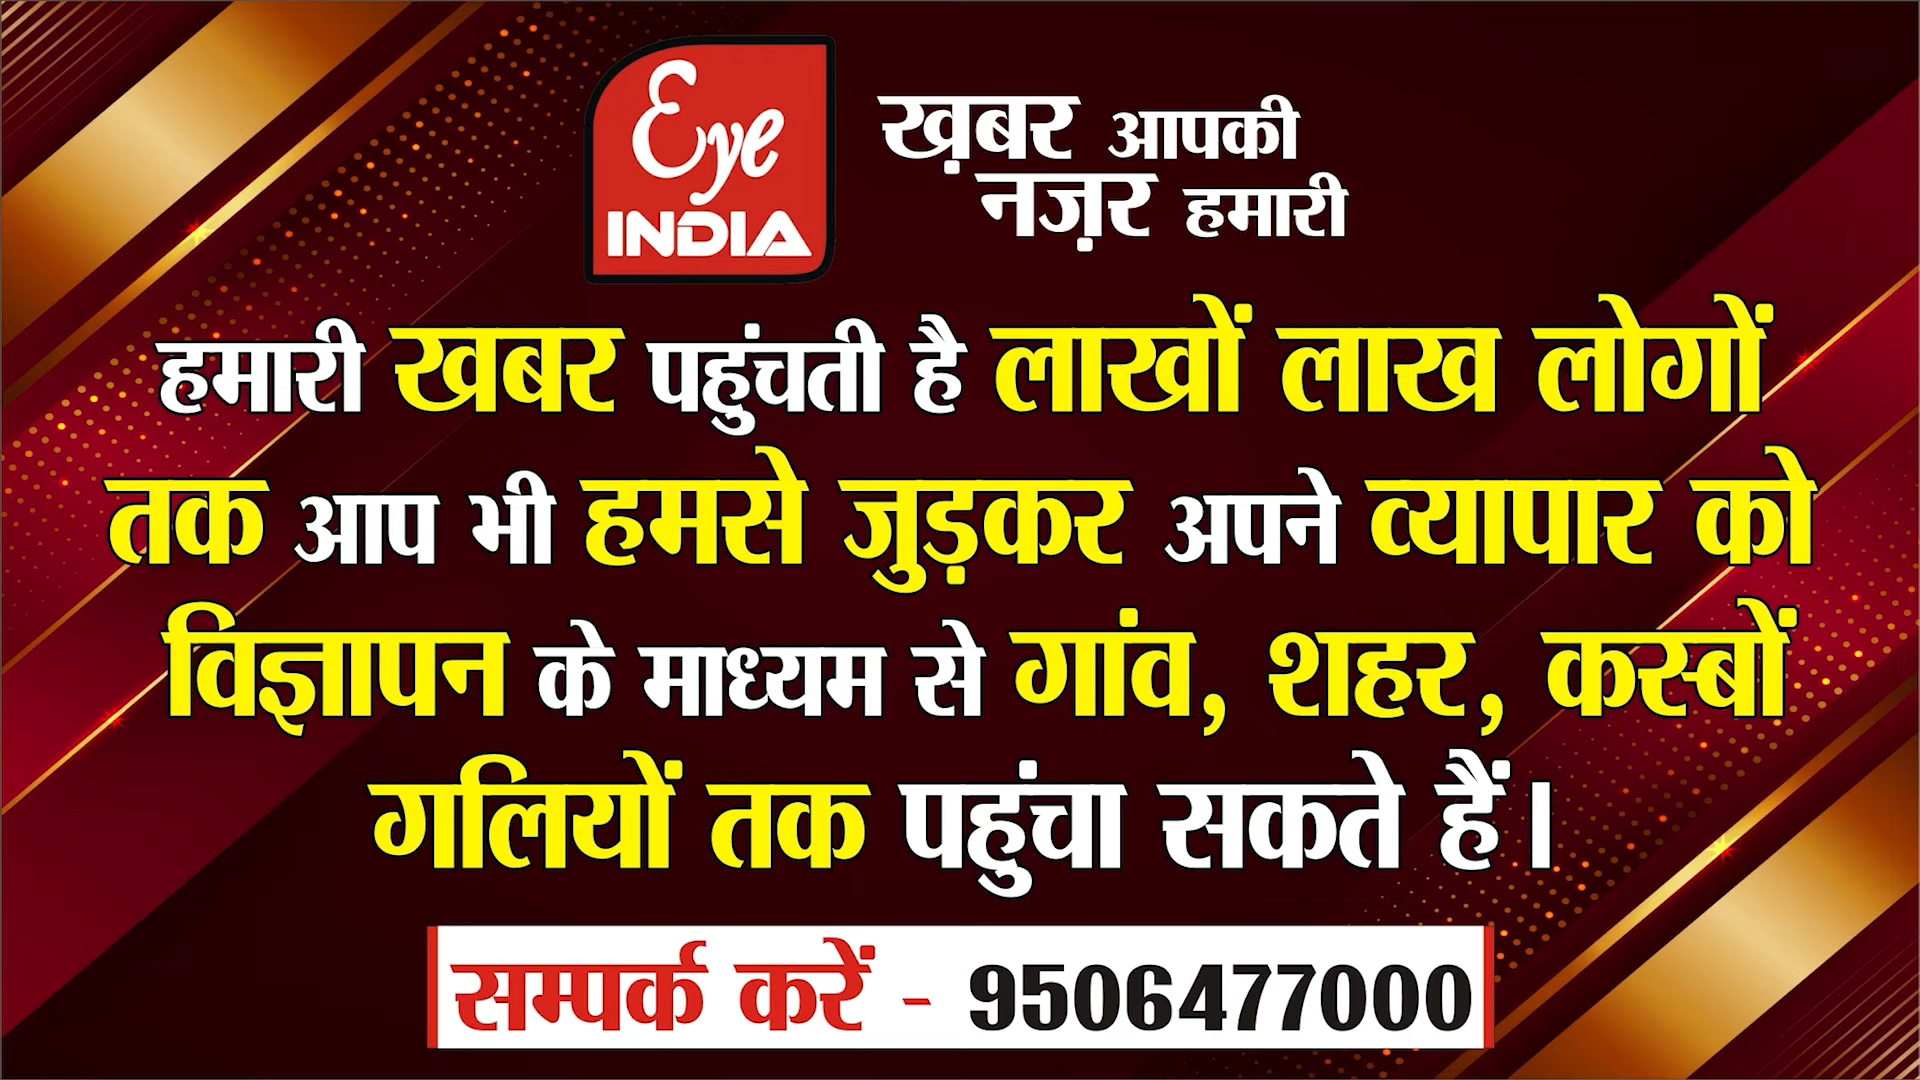 Eye
INDIA
ख़बर आपकी
नज़र हमारी
हमारी खबर पहुंचती है लाखों लाख लोगों
तक आप भी हमसे जुड़कर अपने व्यापार को
विज्ञापन के माध्यम से गांव, शहर, कस्बों
गलियों तक पहुंचा सकते हैं।
सम्पर्क करें - 9506477000